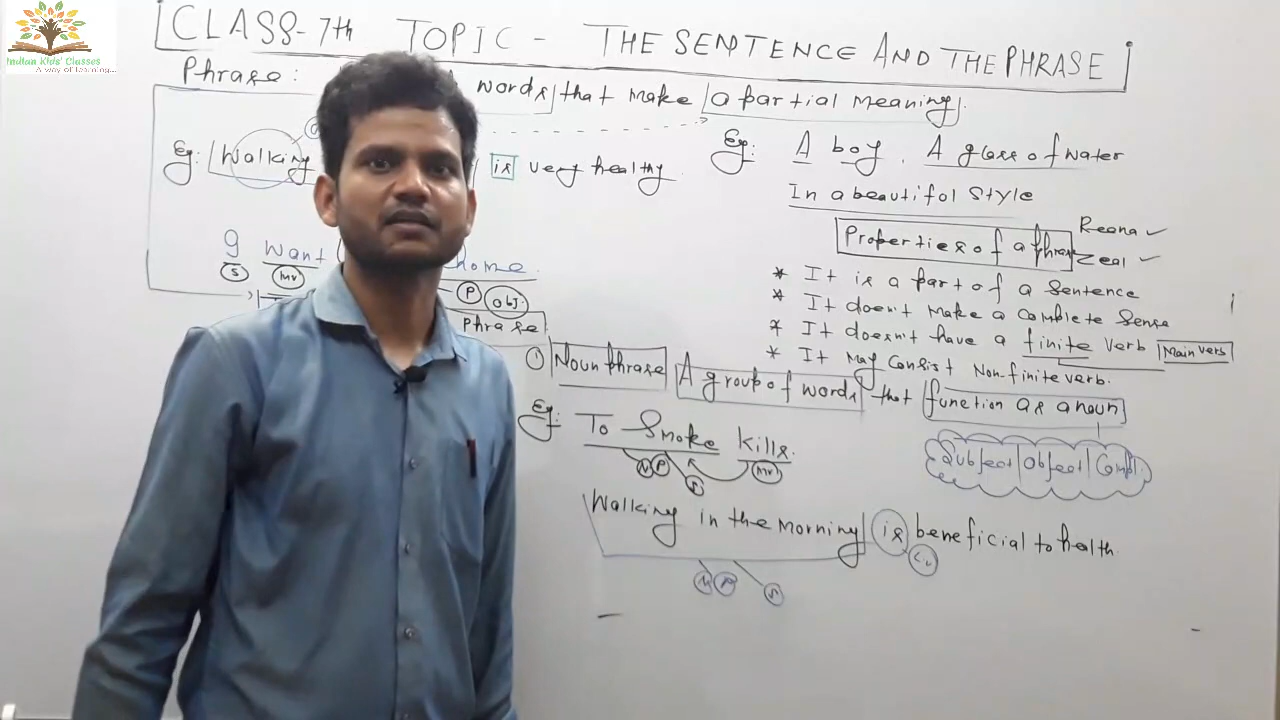 Indian Kids' Classes
A way of learning...
CLASS-7th TOPIC - THE SENTENCE AND THE PHRASE
Phrase: words that make a partial meaning.
Eg: Walking is very healthy.
Eg: A boy, A glass of water
In a beautiful style
Properties of a phrase
Reena ✓
Zeal ✓
* It is a part of a sentence
* It doesn't make a complete sense
* It doesn't have a finite verb Main verb
* It may consist Non-finite verb.
I want home.
S MV P Obj.
Phrase
① Noun phrase A group of words that function as a noun
Subject | Object | Compl.
Eg: To Smoke kills.
N P S MV
Walking in the morning is beneficial to health.
N P S C.V